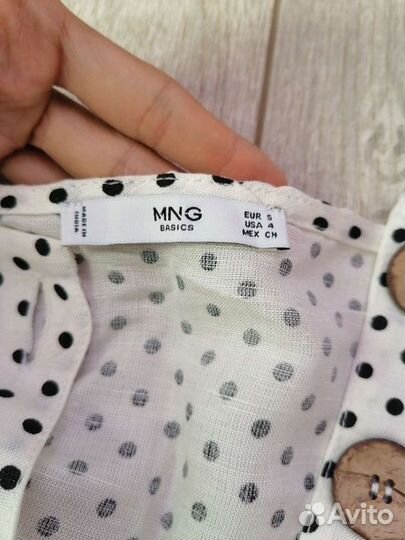 MADE IN
INDIA
MNG
BASICS
EUR S
USA 4
MEX CH
Avito